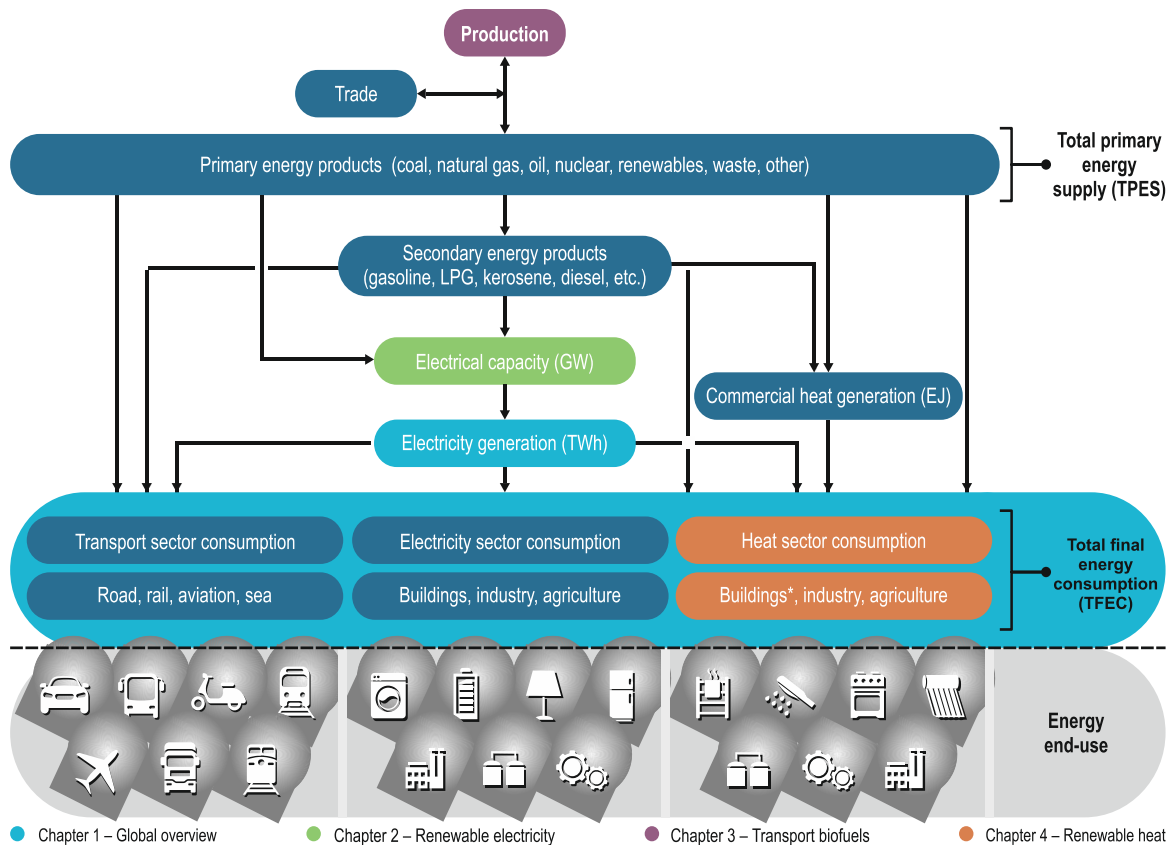 Production
Trade
Primary energy products (coal, natural gas, oil, nuclear, renewables, waste, other)
Total primary
energy
supply (TPES)
Secondary energy products
(gasoline, LPG, kerosene, diesel, etc.)
Electrical capacity (GW)
Commercial heat generation (EJ)
Electricity generation (TWh)
Transport sector consumption
Electricity sector consumption
Heat sector consumption
Road, rail, aviation, sea
Buildings, industry, agriculture
Buildings*, industry, agriculture
Total final
energy
consumption
(TFEC)
Energy
end-use
Chapter 1 – Global overview
Chapter 2 – Renewable electricity
Chapter 3 – Transport biofuels
Chapter 4 – Renewable heat